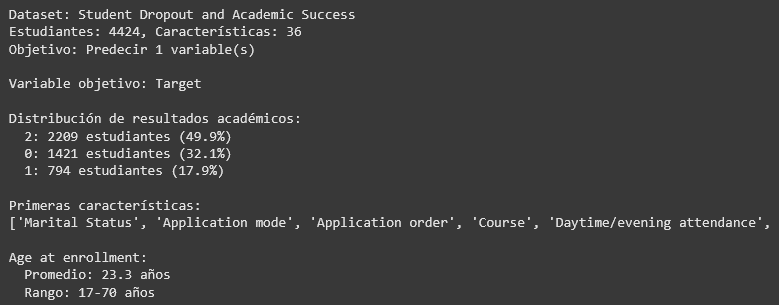 Dataset: Student Dropout and Academic Success
Estudiantes: 4424, Características: 36
Objetivo: Predecir 1 variable(s)
Variable objetivo: Target
Distribución de resultados académicos:
2: 2209 estudiantes (49.9%)
0: 1421 estudiantes (32.1%)
1: 794 estudiantes (17.9%)
Primeras características:
['Marital Status', 'Application mode', 'Application order', 'Course', 'Daytime/evening attendance',
Age at enrollment:
Promedio: 23.3 años
Rango: 17-70 años